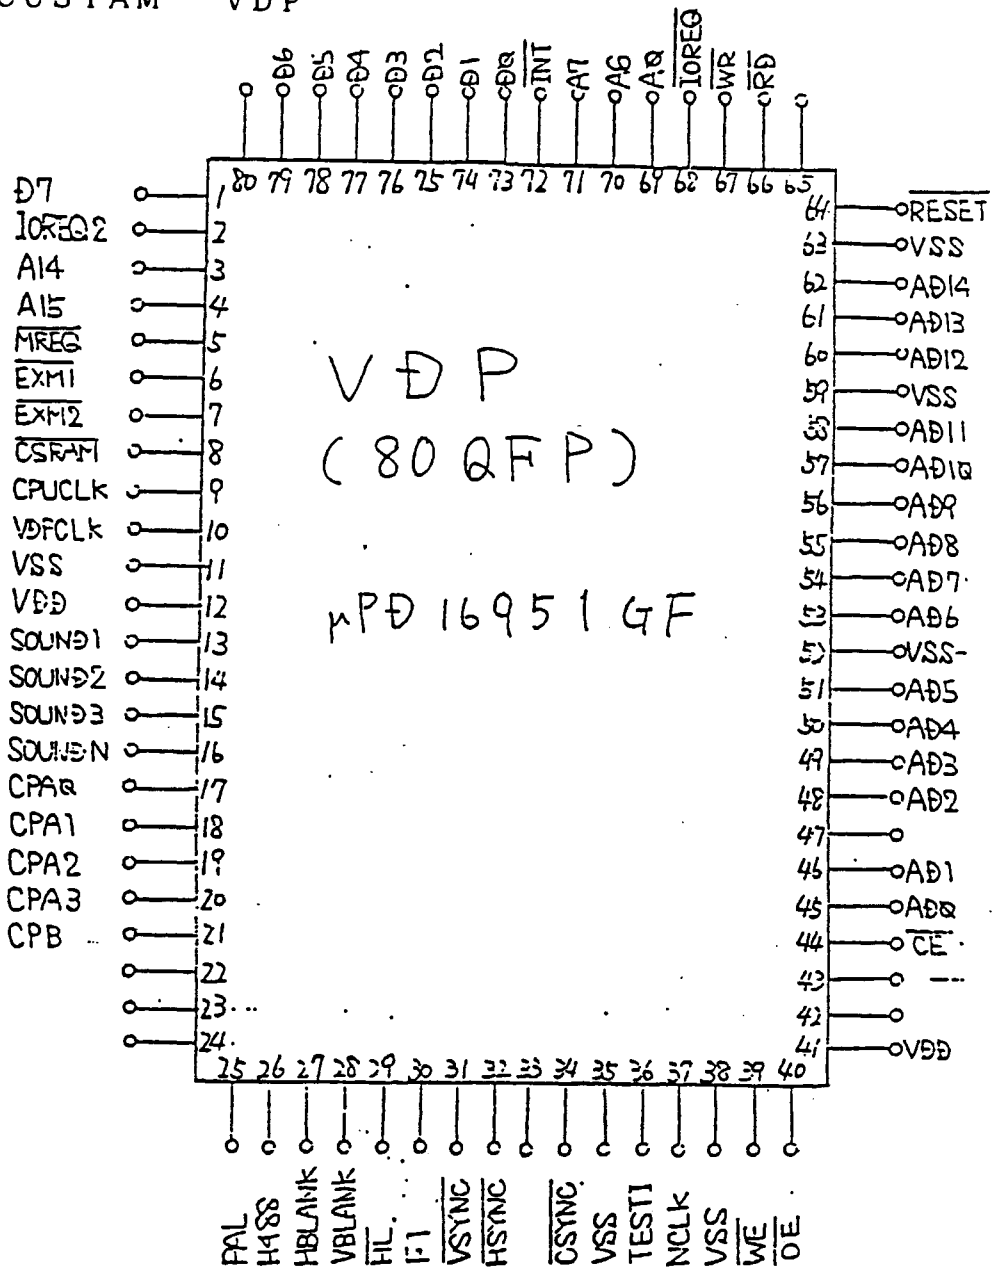 VDP
D6
D5
D4
D3
D2
D1
D0
INT
A7
A6
A0
IOREQ
WR
RD
80 79 78 77 76 75 74 73 72 71 70 69 68 67 66 65
D7 1
IOREQ2 2
A14 3
A15 4
MREQ 5
EXM1 6
EXM2 7
CSRAM 8
CPUCLK 9
VDPCLK 10
VSS 11
VDD 12
SOUND1 13
SOUND2 14
SOUND3 15
SOUNDN 16
CPA0 17
CPA1 18
CPA2 19
CPA3 20
CPB 21
22
23
24
VDP
(80 QFP)
μPD16951GF
64 RESET
63 VSS
62 AD14
61 AD13
60 AD12
59 VSS
58 AD11
57 AD10
56 AD9
55 AD8
54 AD7
53 AD6
52 VSS
51 AD5
50 AD4
49 AD3
48 AD2
47
46 AD1
45 AD0
44 CE
43
42
41 VDD
25 26 27 28 29 30 31 32 33 34 35 36 37 38 39 40
PAL
H488
HBLANK
VBLANK
HL
VSYNC
HSYNC
CSYNC
VSS
TEST1
NCLK
VSS
WE
OE